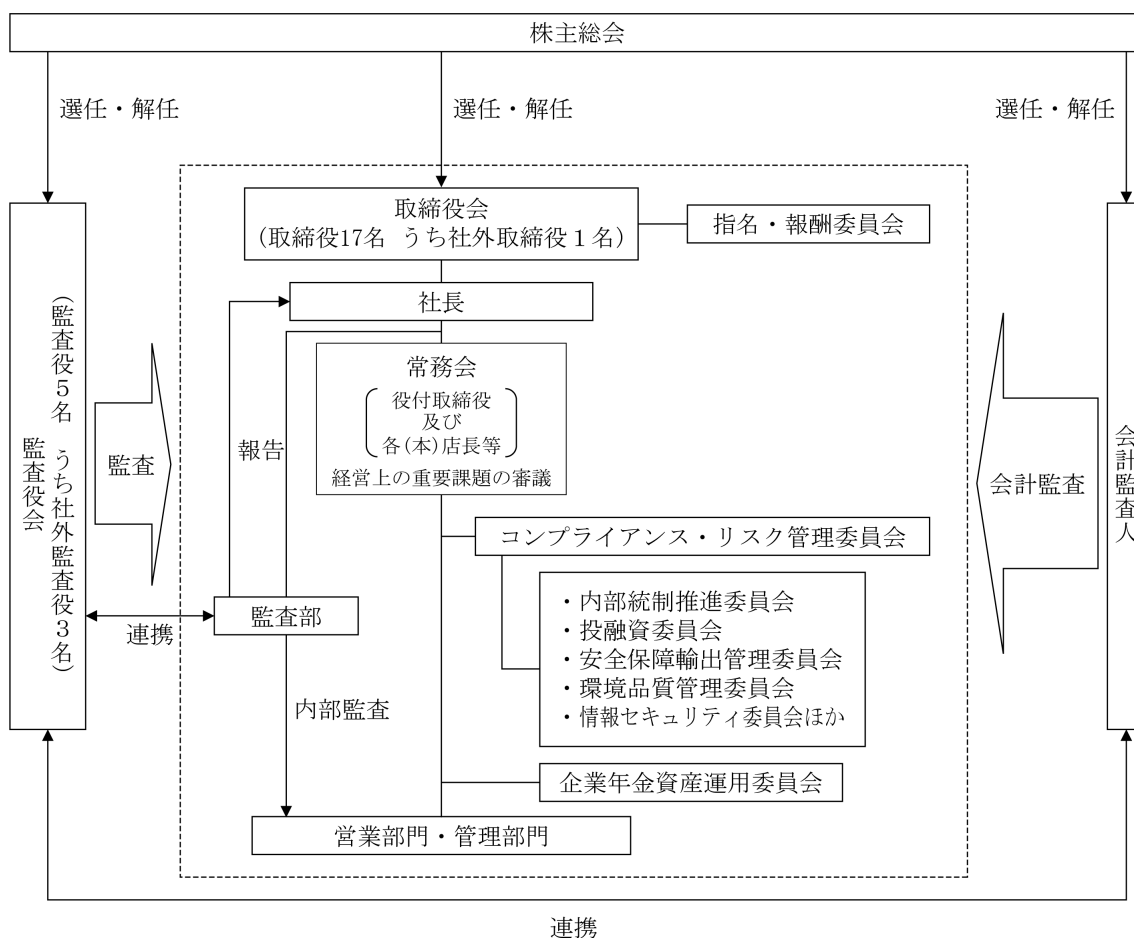 株主総会
選任・解任
選任・解任
選任・解任
取締役会
(取締役17名 うち社外取締役1名)
指名・報酬委員会
社長
常務会
役付取締役
及び
各(本)店長等
経営上の重要課題の審議
報告
監査役会
(監査役5名 うち社外監査役3名)
監査
会計監査
会計監査人
コンプライアンス・リスク管理委員会
・内部統制推進委員会
・投融資委員会
・安全保障輸出管理委員会
・環境品質管理委員会
・情報セキュリティ委員会ほか
監査部
連携
内部監査
企業年金資産運用委員会
営業部門・管理部門
連携